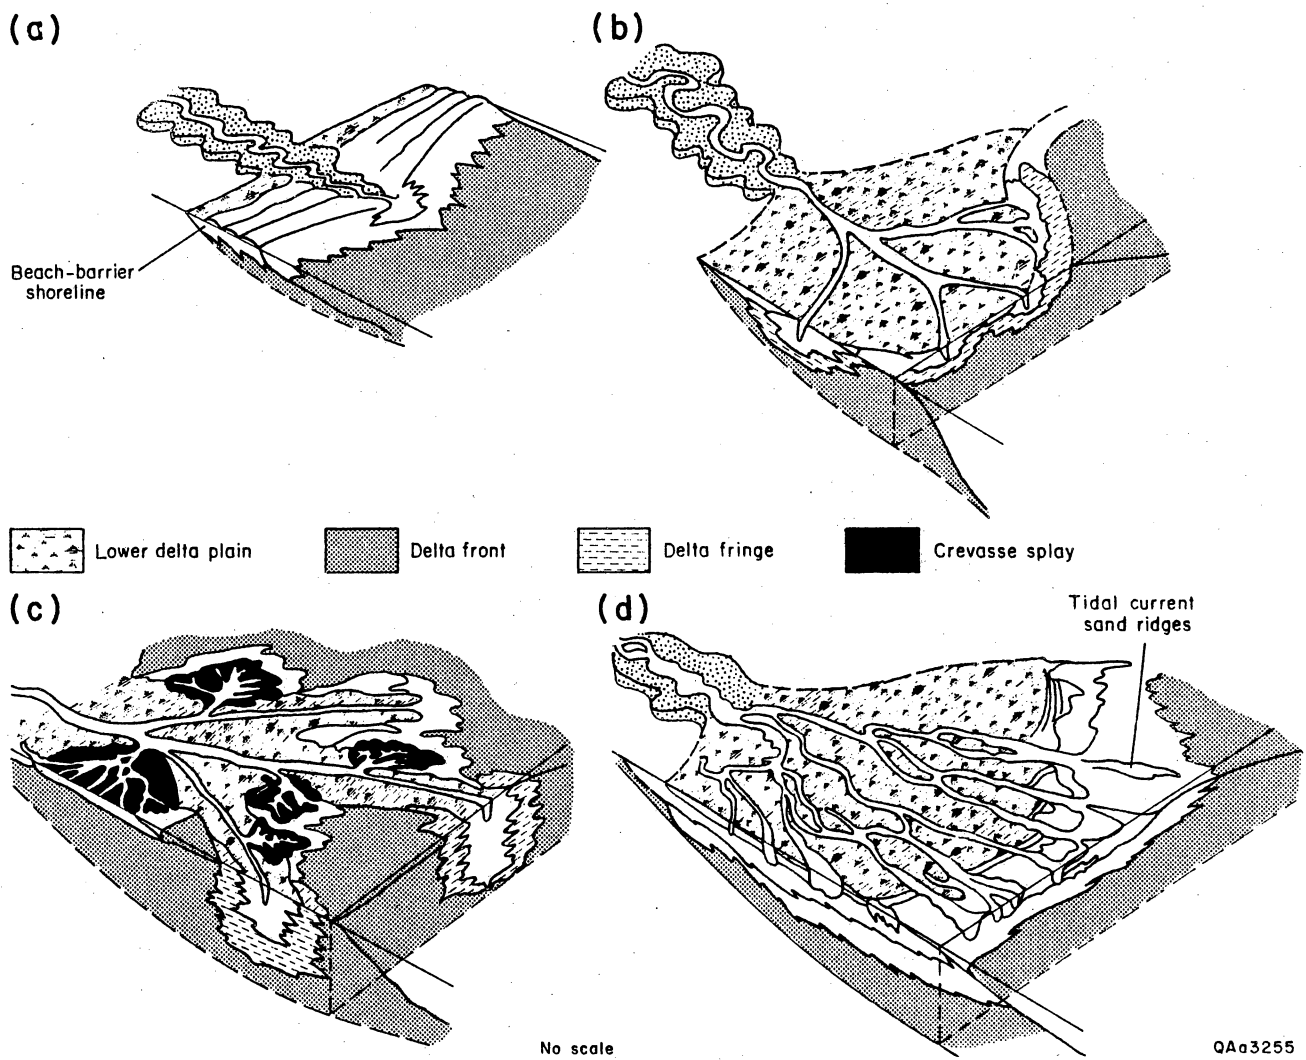 (a)
(b)
Beach-barrier
shoreline
Lower delta plain
Delta front
Delta fringe
Crevasse splay
(c)
(d)
Tidal current
sand ridges
No scale
QAa3255